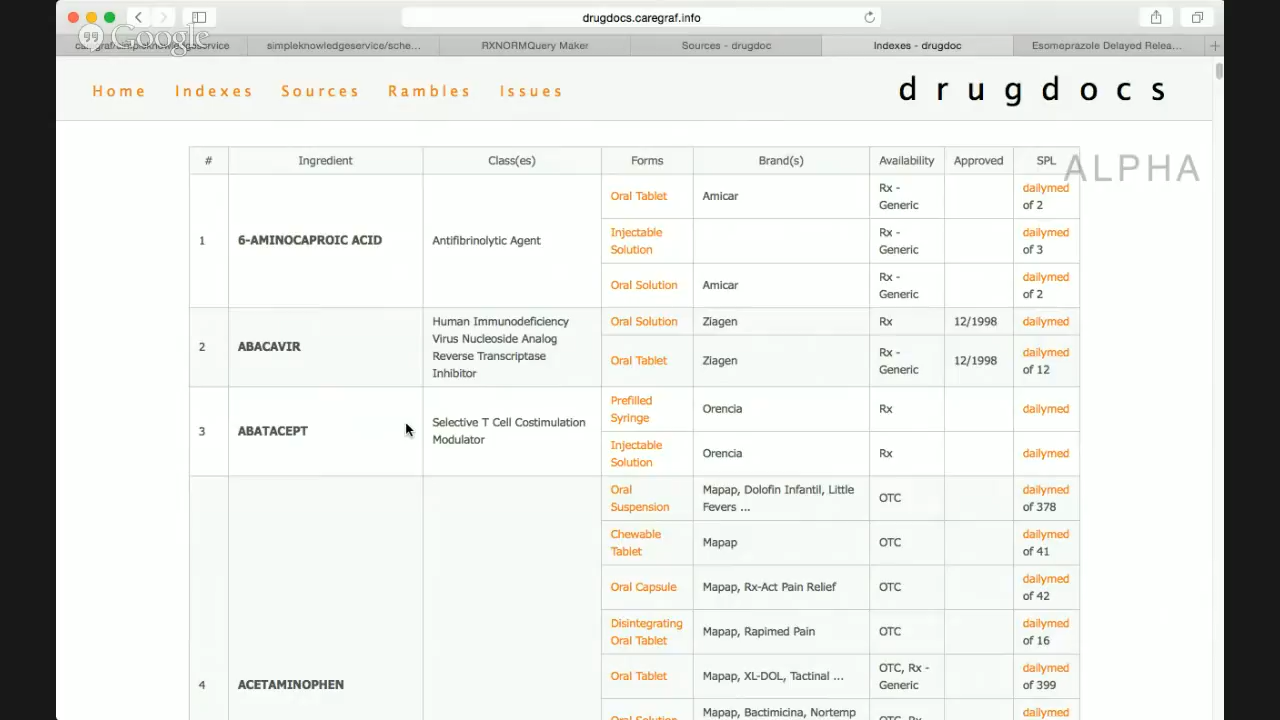 drugdocs.caregraf.info
Google
caregraf/simpleknowledgeservice
simpleknowledgeservice/sche...
RXNORMQuery Maker
Sources - drugdoc
Indexes - drugdoc
Esomeprazole Delayed Relea...
Home
Indexes
Sources
Rambles
Issues
drugdocs
ALPHA
#
Ingredient
Class(es)
Forms
Brand(s)
Availability
Approved
SPL
1
6-AMINOCAPROIC ACID
Antifibrinolytic Agent
Oral Tablet
Amicar
Rx -
Generic
dailymed
of 2
Injectable
Solution
Rx -
Generic
dailymed
of 3
Oral Solution
Amicar
Rx -
Generic
dailymed
of 2
2
ABACAVIR
Human Immunodeficiency
Virus Nucleoside Analog
Reverse Transcriptase
Inhibitor
Oral Solution
Ziagen
Rx
12/1998
dailymed
Oral Tablet
Ziagen
Rx -
Generic
12/1998
dailymed
of 12
3
ABATACEPT
Selective T Cell Costimulation
Modulator
Prefilled
Syringe
Orencia
Rx
dailymed
Injectable
Solution
Orencia
Rx
dailymed
4
ACETAMINOPHEN
Oral
Suspension
Mapap, Dolofin Infantil, Little
Fevers ...
OTC
dailymed
of 378
Chewable
Tablet
Mapap
OTC
dailymed
of 41
Oral Capsule
Mapap, Rx-Act Pain Relief
OTC
dailymed
of 42
Disintegrating
Oral Tablet
Mapap, Rapimed Pain
OTC
dailymed
of 16
Oral Tablet
Mapap, XL-DOL, Tactinal ...
OTC, Rx -
Generic
dailymed
of 399
Oral Solution
Mapap, Bactimicina, Nortemp
OTC, Rx
dailymed